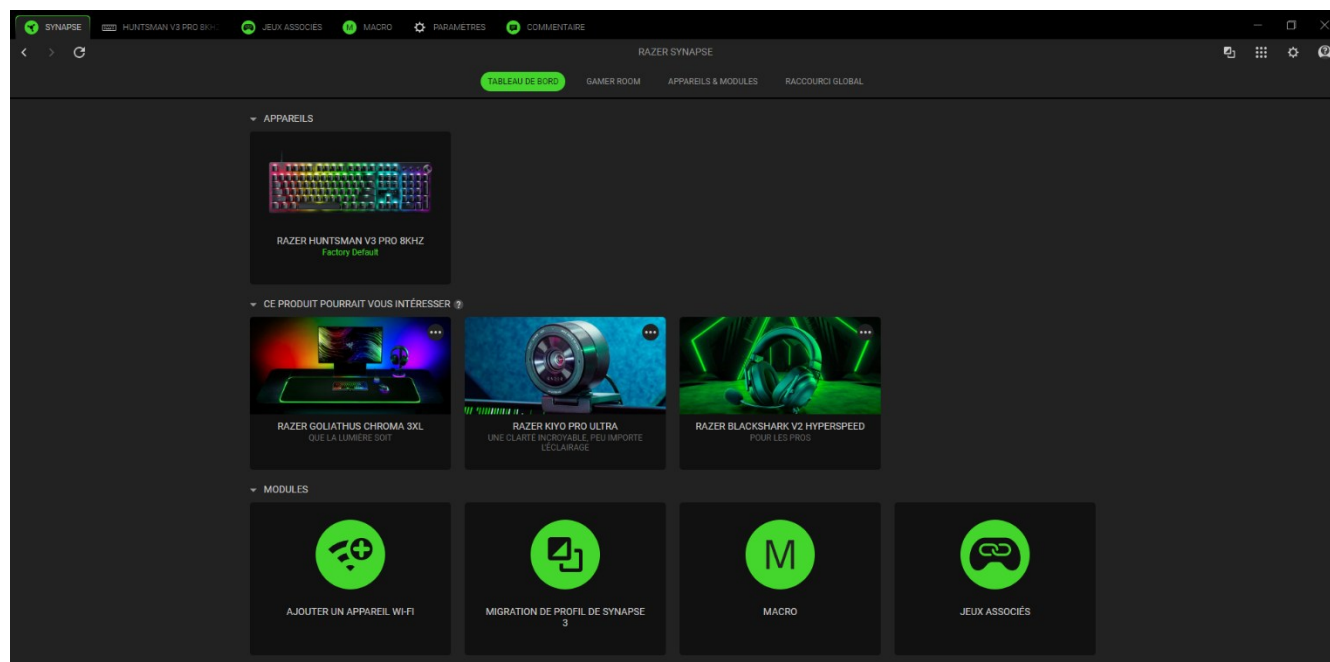 SYNAPSE
HUNTSMAN V3 PRO 8KHZ
JEUX ASSOCIÉS
MACRO
PARAMÈTRES
COMMENTAIRE
RAZER SYNAPSE
TABLEAU DE BORD
GAMER ROOM
APPAREILS & MODULES
RACCOURCI GLOBAL
APPAREILS
RAZER HUNTSMAN V3 PRO 8KHZ
Factory Default
CE PRODUIT POURRAIT VOUS INTÉRESSER ?
RAZER GOLIATHUS CHROMA 3XL
QUE LA LUMIÈRE SOIT
RAZER KIYO PRO ULTRA
UNE CLARTÉ INCROYABLE, PEU IMPORTE
L'ÉCLAIRAGE
RAZER BLACKSHARK V2 HYPERSPEED
POUR LES PROS
MODULES
AJOUTER UN APPAREIL WI-FI
MIGRATION DE PROFIL DE SYNAPSE
3
M
MACRO
JEUX ASSOCIÉS